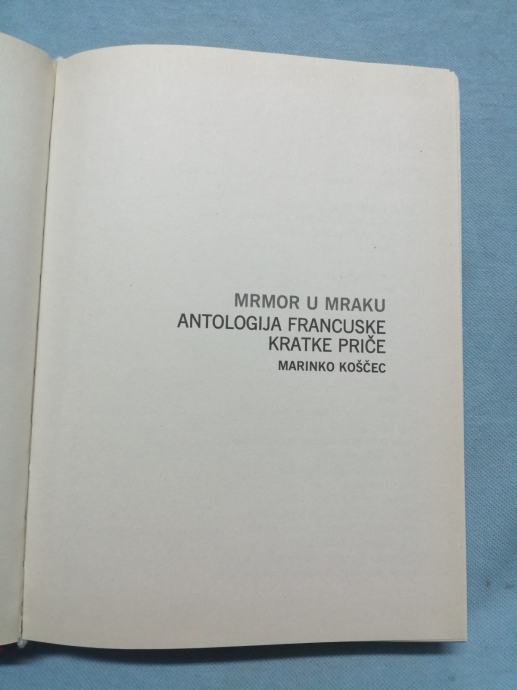 MRMOR U MRAKU
ANTOLOGIJA FRANCUSKE
KRATKE PRIČE
MARINKO KOŠČEC